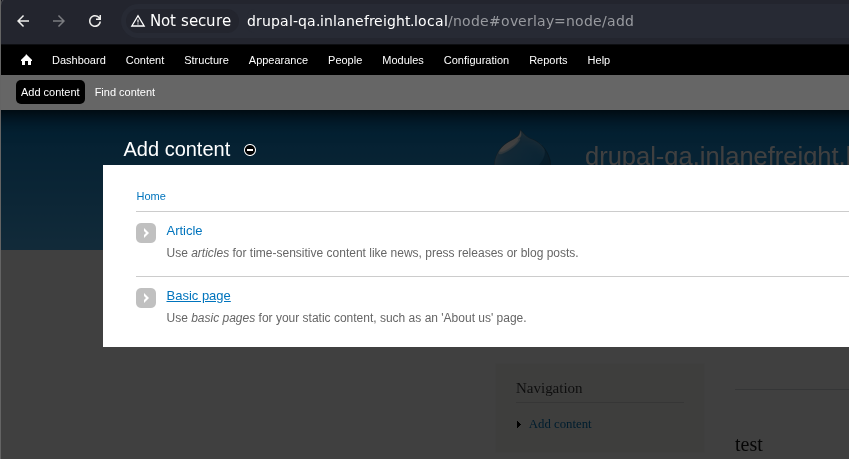 Not secure drupal-qa.inlanefreight.local/node#overlay=node/add
Dashboard Content Structure Appearance People Modules Configuration Reports Help
Add content Find content
Add content
drupal-qa.inlanefreight.l
Home
Article
Use articles for time-sensitive content like news, press releases or blog posts.
Basic page
Use basic pages for your static content, such as an 'About us' page.
Navigation
Add content
test